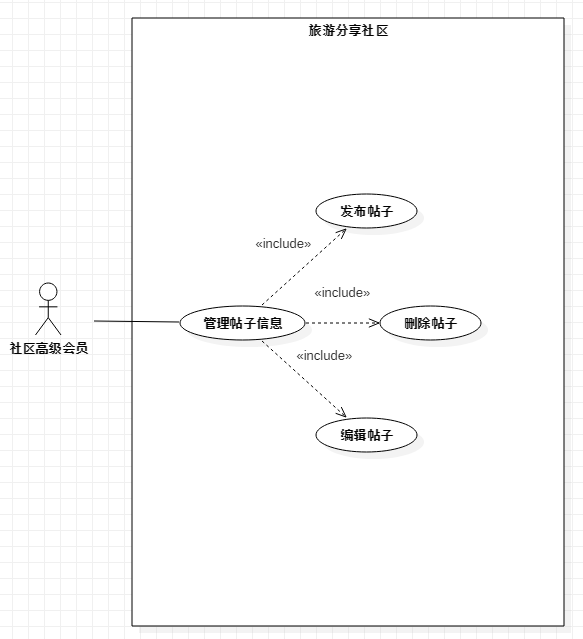 旅游分享社区
发布帖子
«include»
«include»
管理帖子信息
删除帖子
社区高级会员
«include»
编辑帖子